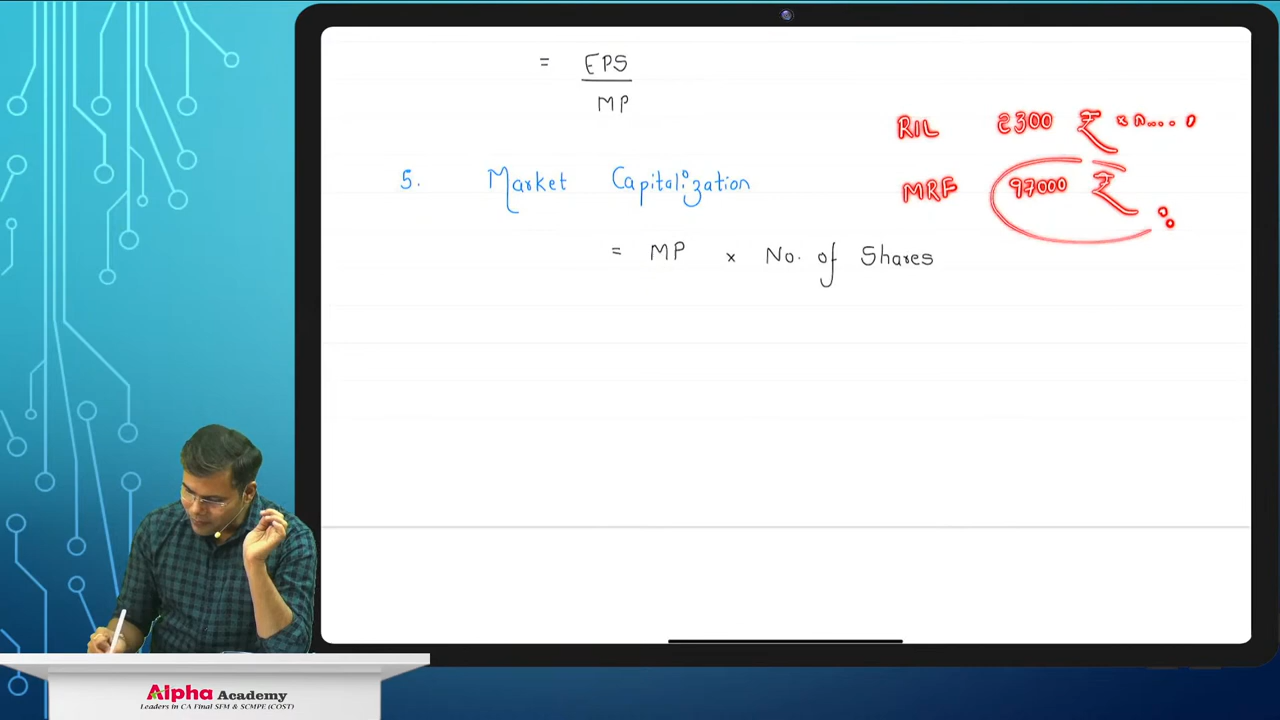 = EPS
MP
RIL 2300 ₹ × n.... 0
5. Market Capitalization
MRF 97000 ₹
= MP × No. of Shares
Alpha Academy
Leaders in CA Final SFM & SCMPE (COST)